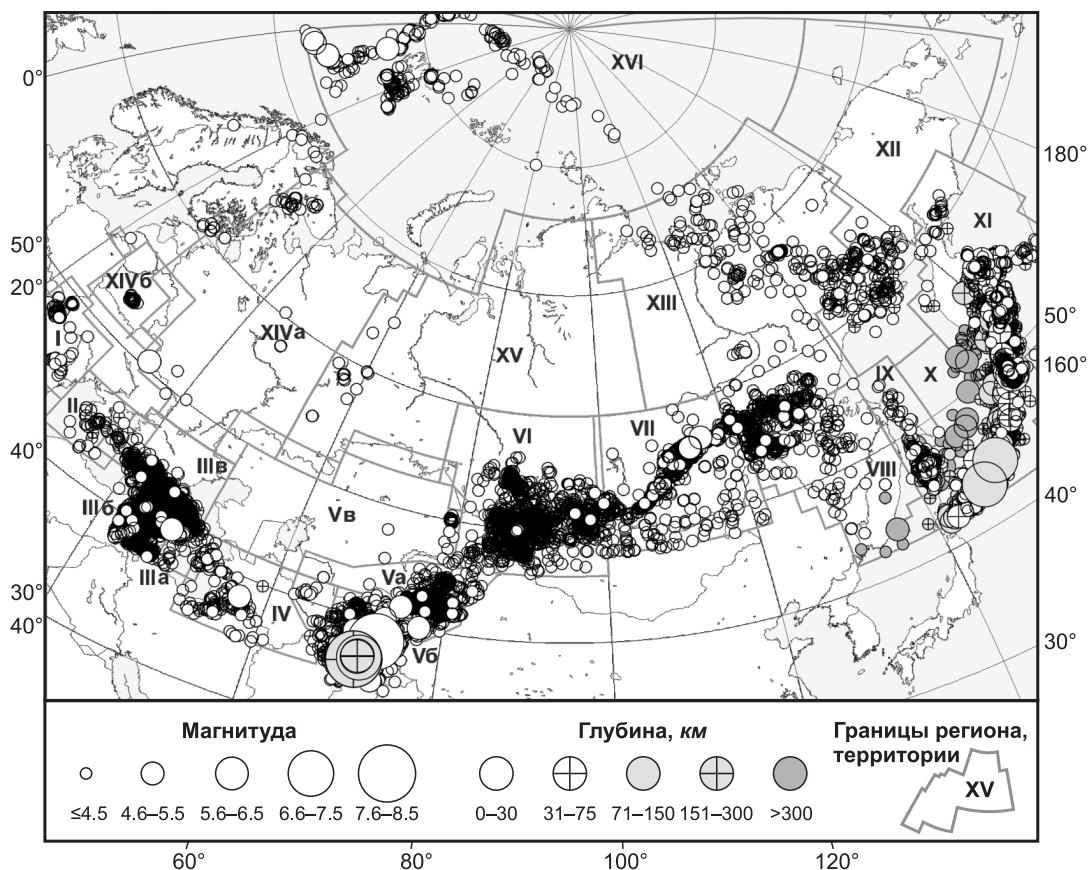 XVI
0°
XII
180°
50°
XI
XIVб
20°
I
XIVа
XIII
50°
XV
IX
X
160°
II
VI
VII
40°
IIIв
VIII
IIIб
Vв
40°
IIIа
Vа
30°
IV
40°
Vб
30°
Магнитуда
Глубина, км
Границы региона,
территории
XV
≤4.5 4.6–5.5 5.6–6.5 6.6–7.5 7.6–8.5
0–30 31–75 71–150 151–300 >300
60° 80° 100° 120°